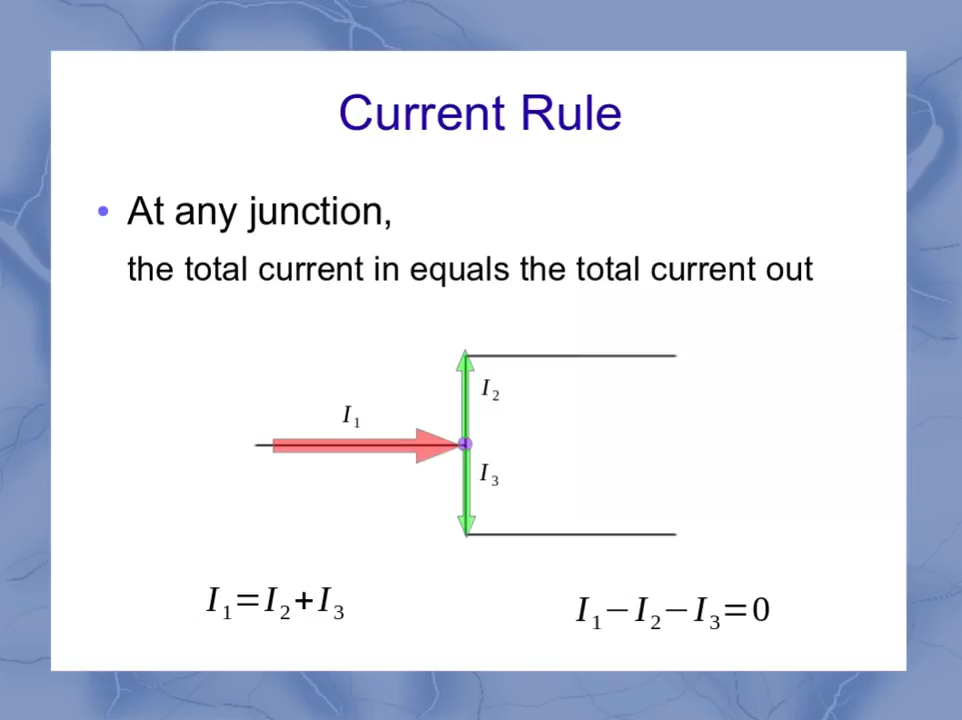 Current Rule
• At any junction,
the total current in equals the total current out
I₂
I₁
I₃
I₁=I₂+I₃
I₁−I₂−I₃=0